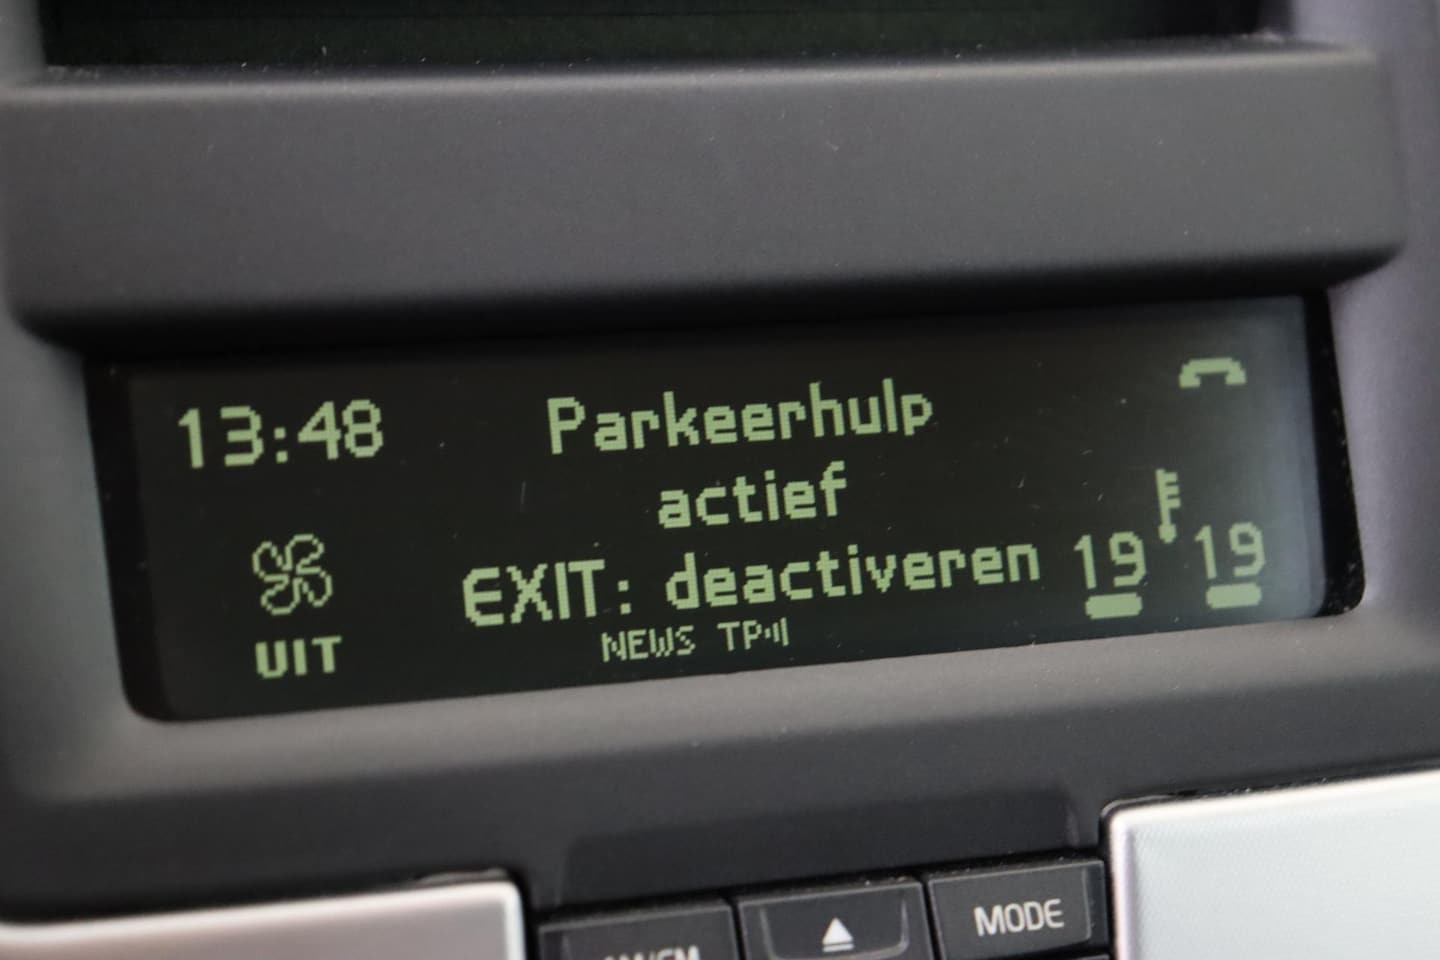 13:48
Parkeerhulp
actief
EXIT: deactiveren
19 19
UIT
NEWS TP
MODE